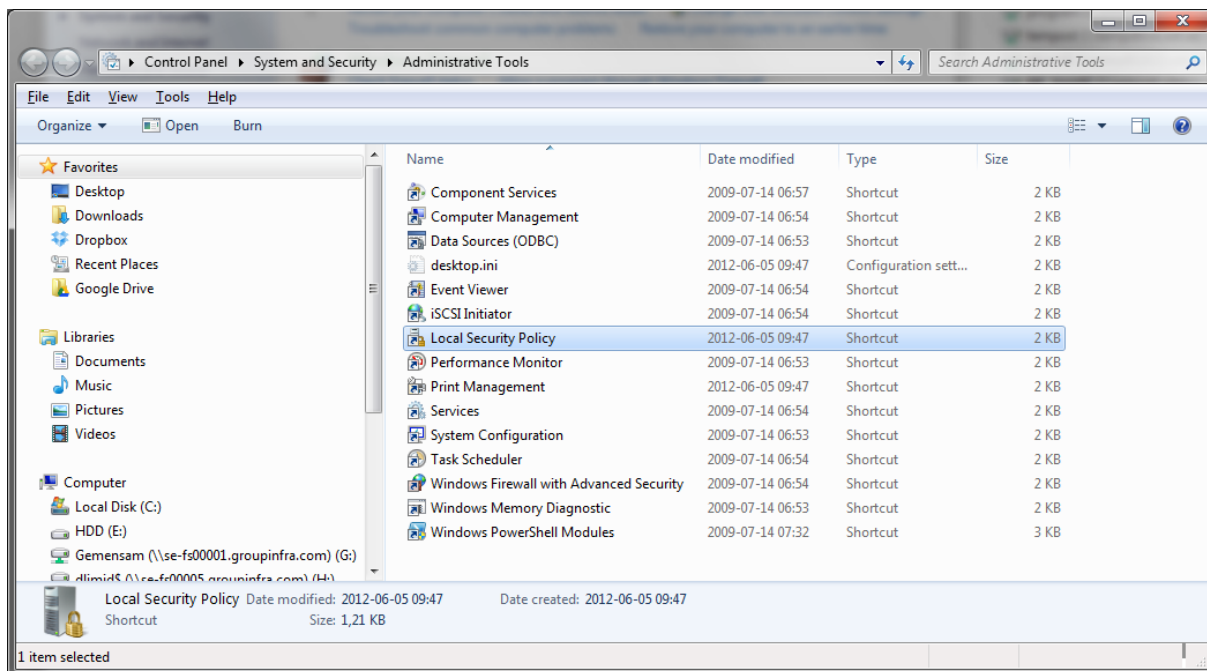 Control Panel System and Security Administrative Tools Search Administrative Tools
File Edit View Tools Help
Organize Open Burn
Favorites
Desktop
Downloads
Dropbox
Recent Places
Google Drive
Libraries
Documents
Music
Pictures
Videos
Computer
Local Disk (C:)
HDD (E:)
Gemensam (\\se-fs00001.groupinfra.com) (G:)
Name Date modified Type Size
Component Services 2009-07-14 06:57 Shortcut 2 KB
Computer Management 2009-07-14 06:54 Shortcut 2 KB
Data Sources (ODBC) 2009-07-14 06:53 Shortcut 2 KB
desktop.ini 2012-06-05 09:47 Configuration sett... 2 KB
Event Viewer 2009-07-14 06:54 Shortcut 2 KB
iSCSI Initiator 2009-07-14 06:54 Shortcut 2 KB
Local Security Policy 2012-06-05 09:47 Shortcut 2 KB
Performance Monitor 2009-07-14 06:53 Shortcut 2 KB
Print Management 2012-06-05 09:47 Shortcut 2 KB
Services 2009-07-14 06:54 Shortcut 2 KB
System Configuration 2009-07-14 06:53 Shortcut 2 KB
Task Scheduler 2009-07-14 06:54 Shortcut 2 KB
Windows Firewall with Advanced Security 2009-07-14 06:54 Shortcut 2 KB
Windows Memory Diagnostic 2009-07-14 06:53 Shortcut 2 KB
Windows PowerShell Modules 2009-07-14 07:32 Shortcut 3 KB
Local Security Policy Date modified: 2012-06-05 09:47 Date created: 2012-06-05 09:47
Shortcut Size: 1,21 KB
1 item selected